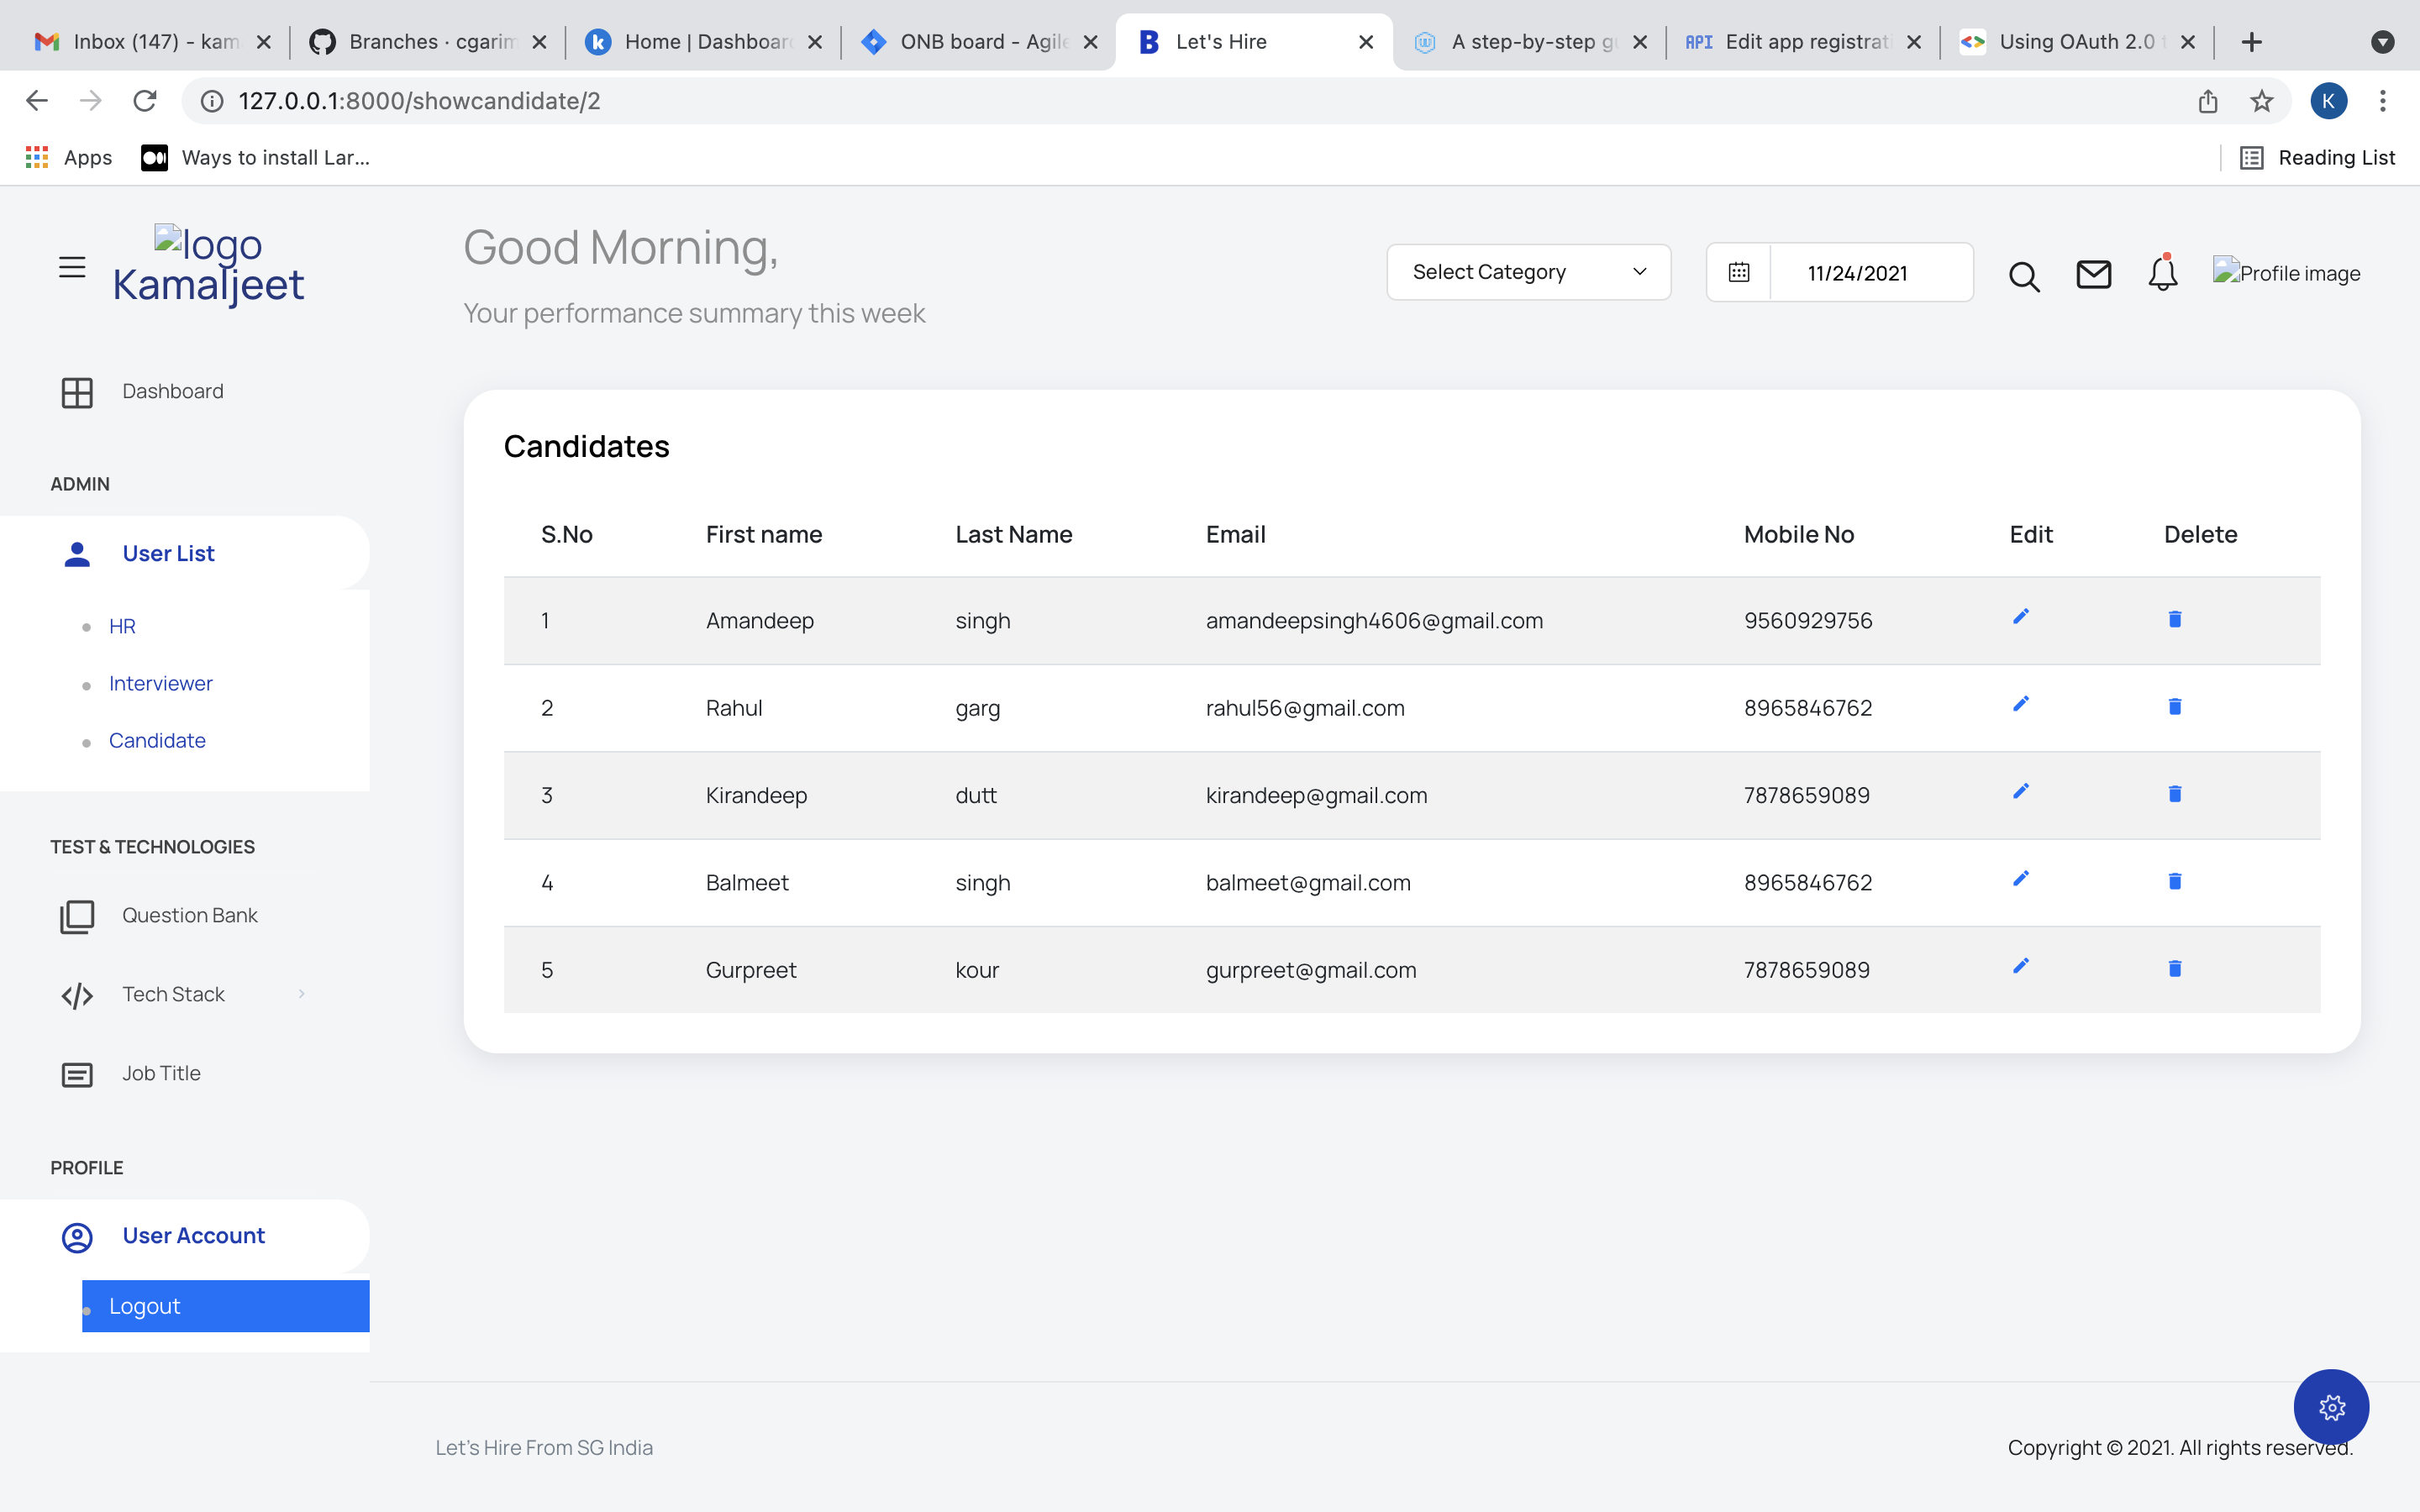 Inbox (147) - kam
Branches · cgarim
Home | Dashboard
ONB board - Agile
Let's Hire
A step-by-step gu
Edit app registrati
Using OAuth 2.0 f
127.0.0.1:8000/showcandidate/2
K
Apps
Ways to install Lar...
Reading List
logo
Kamaljeet
Good Morning,
Your performance summary this week
Select Category
11/24/2021
Profile image
Dashboard
ADMIN
User List
HR
Interviewer
Candidate
TEST & TECHNOLOGIES
Question Bank
Tech Stack
Job Title
PROFILE
User Account
Logout
Candidates
S.No First name Last Name Email Mobile No Edit Delete
1 Amandeep singh amandeepsingh4606@gmail.com 9560929756
2 Rahul garg rahul56@gmail.com 8965846762
3 Kirandeep dutt kirandeep@gmail.com 7878659089
4 Balmeet singh balmeet@gmail.com 8965846762
5 Gurpreet kour gurpreet@gmail.com 7878659089
Let's Hire From SG India
Copyright © 2021. All rights reserved.